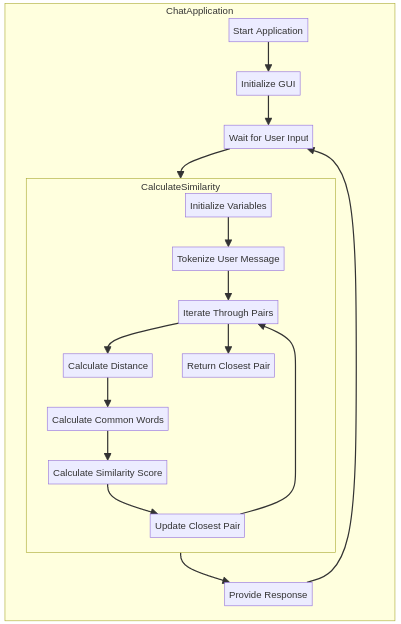 ChatApplication
Start Application
Initialize GUI
Wait for User Input
CalculateSimilarity
Initialize Variables
Tokenize User Message
Iterate Through Pairs
Calculate Distance
Return Closest Pair
Calculate Common Words
Calculate Similarity Score
Update Closest Pair
Provide Response